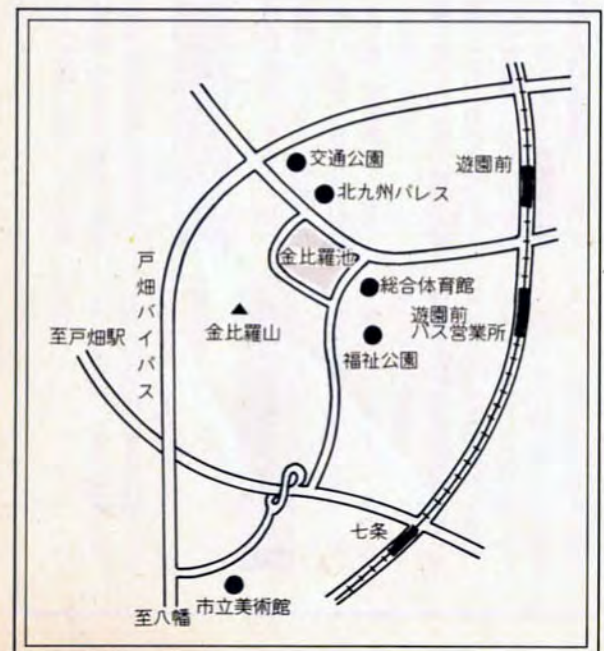 交通公園
遊園前
北九州パレス
金比羅池
戸畑バイパス
総合体育館
金比羅山
遊園前
バス営業所
至戸畑駅
福祉公園
七条
市立美術館
至八幡